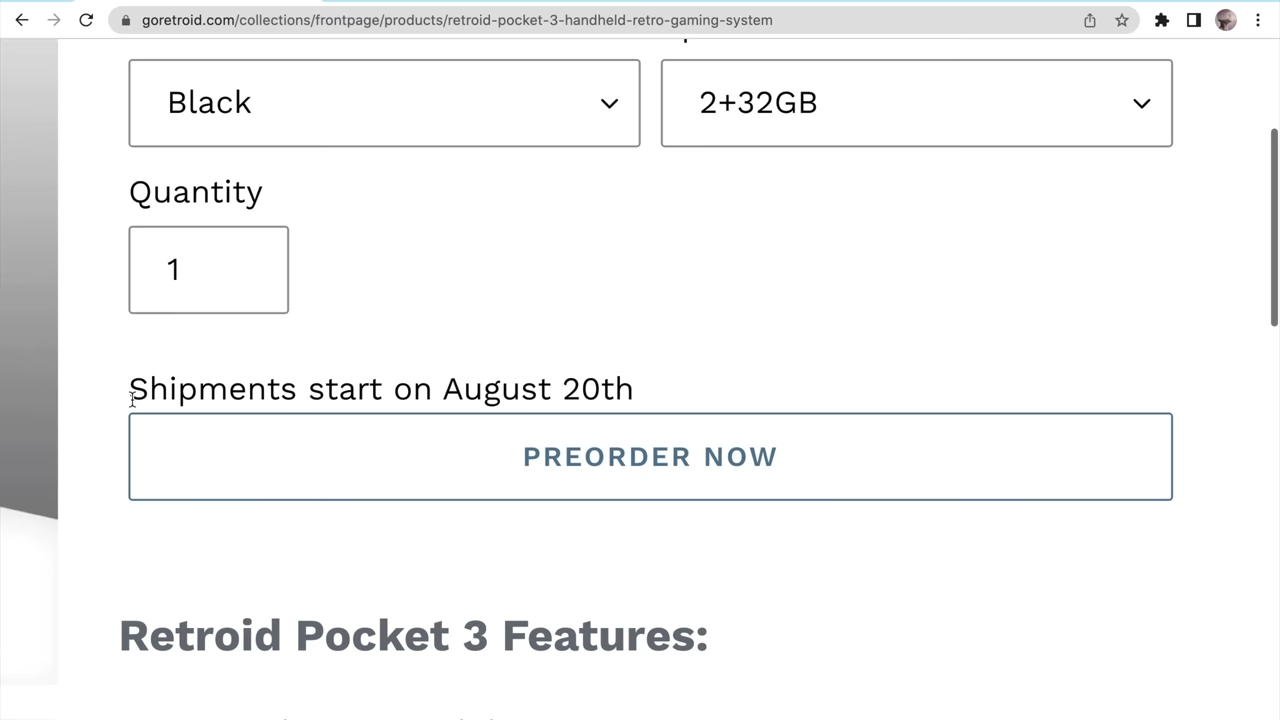 goretroid.com/collections/frontpage/products/retroid-pocket-3-handheld-retro-gaming-system
Black
2+32GB
Quantity
1
Shipments start on August 20th
PREORDER NOW
Retroid Pocket 3 Features: